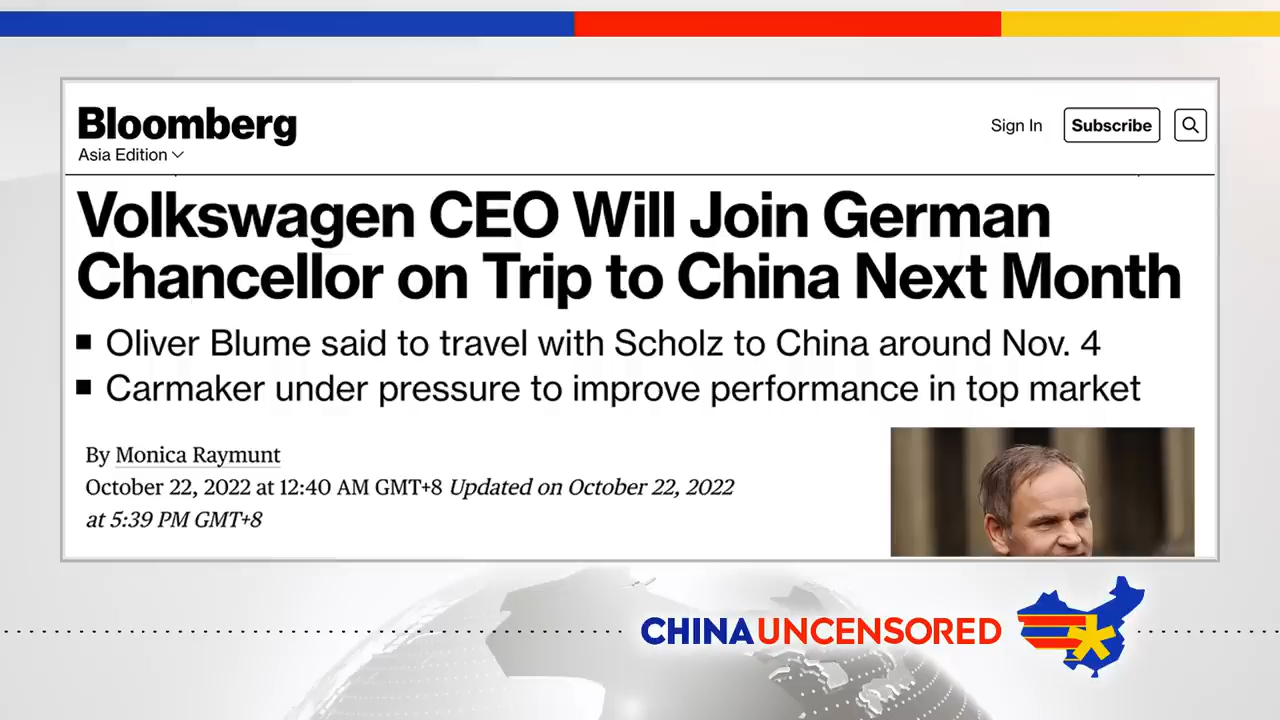 Bloomberg
Asia Edition
Sign In
Subscribe
Volkswagen CEO Will Join German
Chancellor on Trip to China Next Month
Oliver Blume said to travel with Scholz to China around Nov. 4
Carmaker under pressure to improve performance in top market
By Monica Raymunt
October 22, 2022 at 12:40 AM GMT+8 Updated on October 22, 2022
at 5:39 PM GMT+8
CHINA UNCENSORED